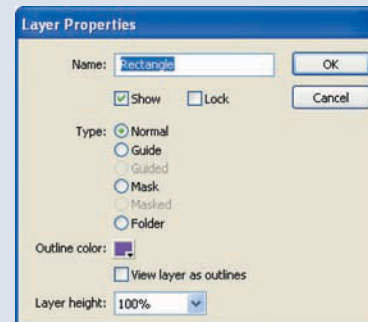 Layer Properties
Name: Rectangle OK
Show Lock Cancel
Type: Normal
Guide
Guided
Mask
Masked
Folder
Outline color:
View layer as outlines
Layer height: 100%